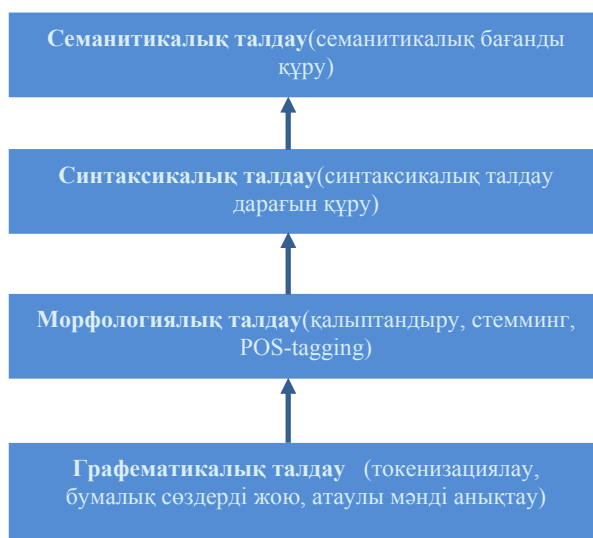 Семанитикалық талдау(семанитикалық бағанды
құру)
Синтаксикалық талдау(синтаксикалық талдау
дарағын құру)
Морфологиялық талдау(қалыптандыру, стемминг,
POS-tagging)
Графематикалық талдау (токенизациялау,
бумалық сөздерді жою, атаулы мәнді анықтау)